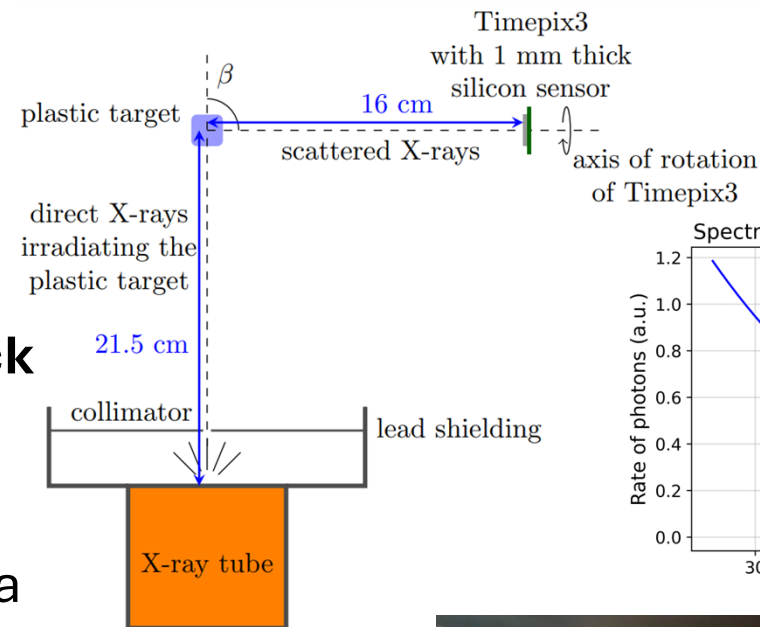 Timepix3
with 1 mm thick
silicon sensor
β
plastic target
16 cm
scattered X-rays
axis of rotation
of Timepix3
direct X-rays
irradiating the
plastic target
21.5 cm
ck
collimator
lead shielding
X-ray tube
a
Spectr
Rate of photons (a.u.)
1.2
1.0
0.8
0.6
0.4
0.2
0.0
30